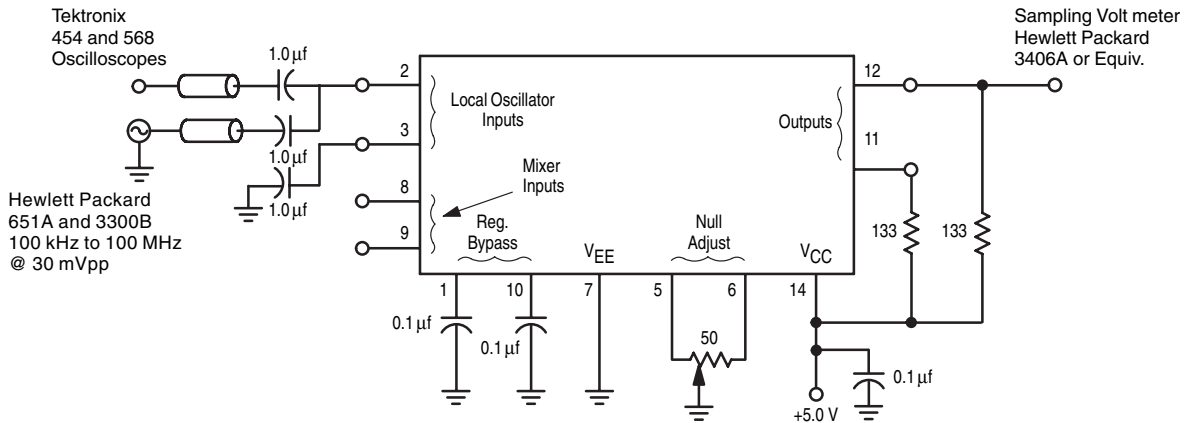 Tektronix
454 and 568
Oscilloscopes
1.0 µf
1.0 µf
1.0 µf
Hewlett Packard
651A and 3300B
100 kHz to 100 MHz
@ 30 mVpp
2
3
8
9
Local Oscillator
Inputs
Mixer
Inputs
Reg.
Bypass
VEE
Null
Adjust
VCC
Outputs
12
11
1
10
7
5
6
14
0.1 µf
0.1 µf
50
0.1 µf
+5.0 V
133
133
Sampling Volt meter
Hewlett Packard
3406A or Equiv.